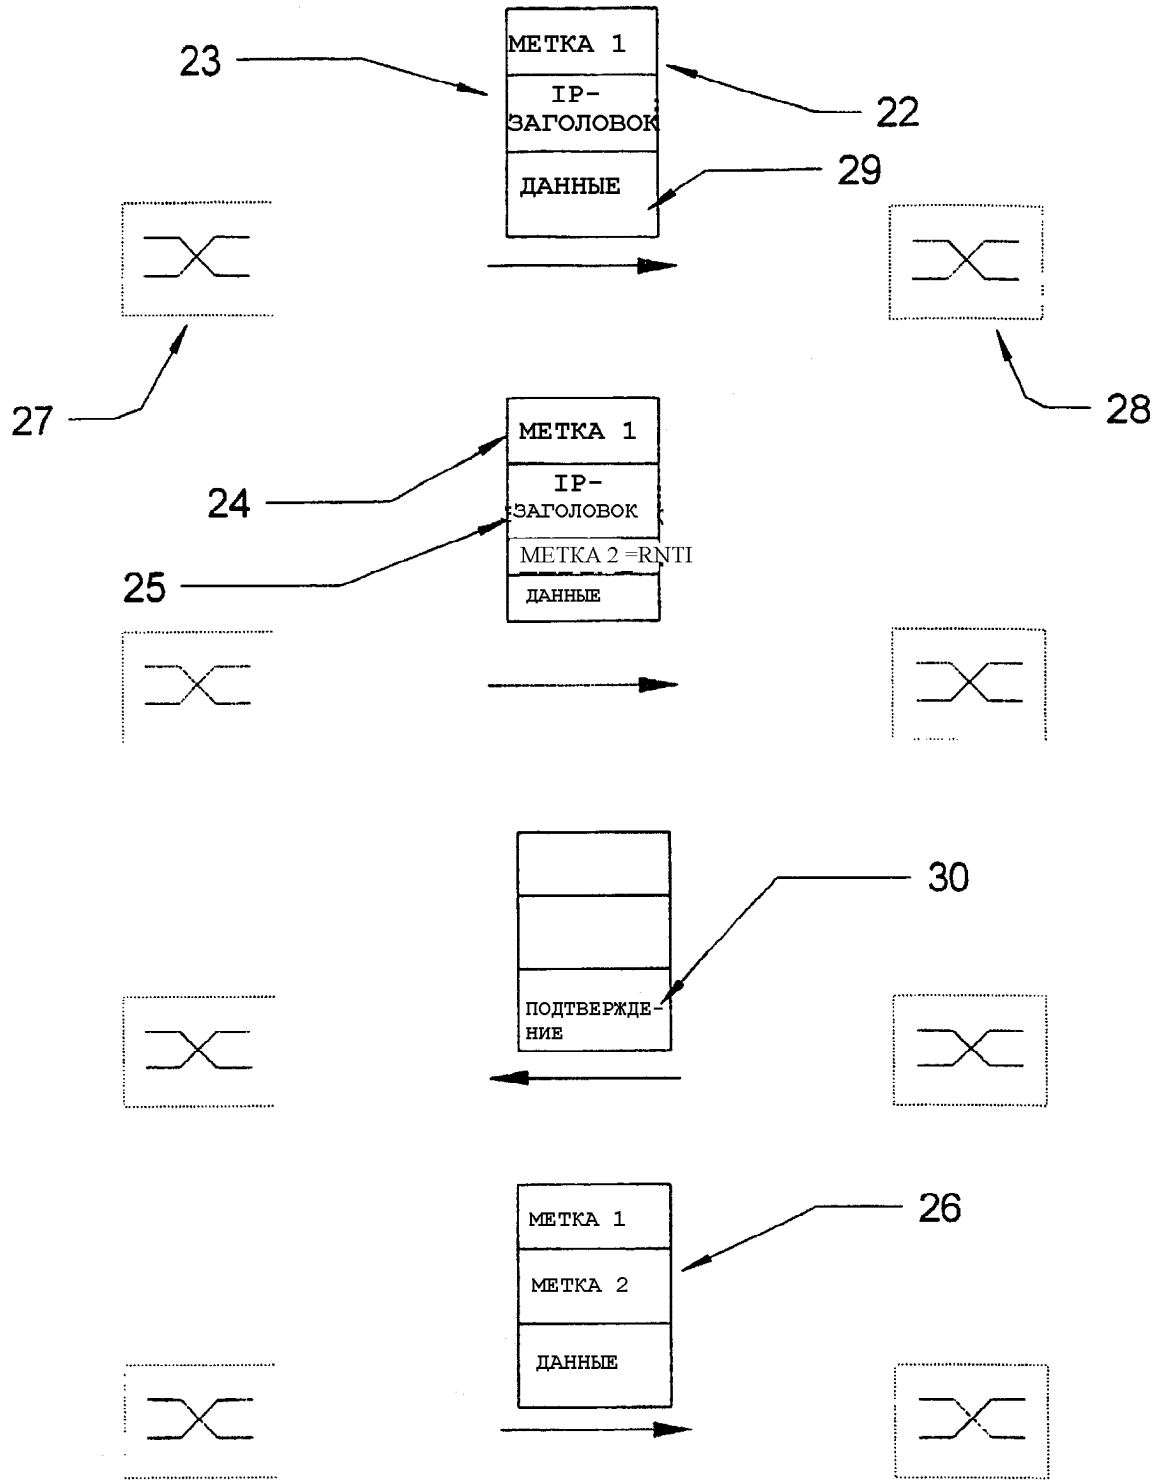 МЕТКА 1
23
IP-
ЗАГОЛОВОК
22
ДАННЫЕ
29
27
28
МЕТКА 1
24
IP-
ЗАГОЛОВОК
МЕТКА 2 =RNTI
25
ДАННЫЕ
30
ПОДТВЕРЖДЕ-
НИЕ
26
МЕТКА 1
МЕТКА 2
ДАННЫЕ